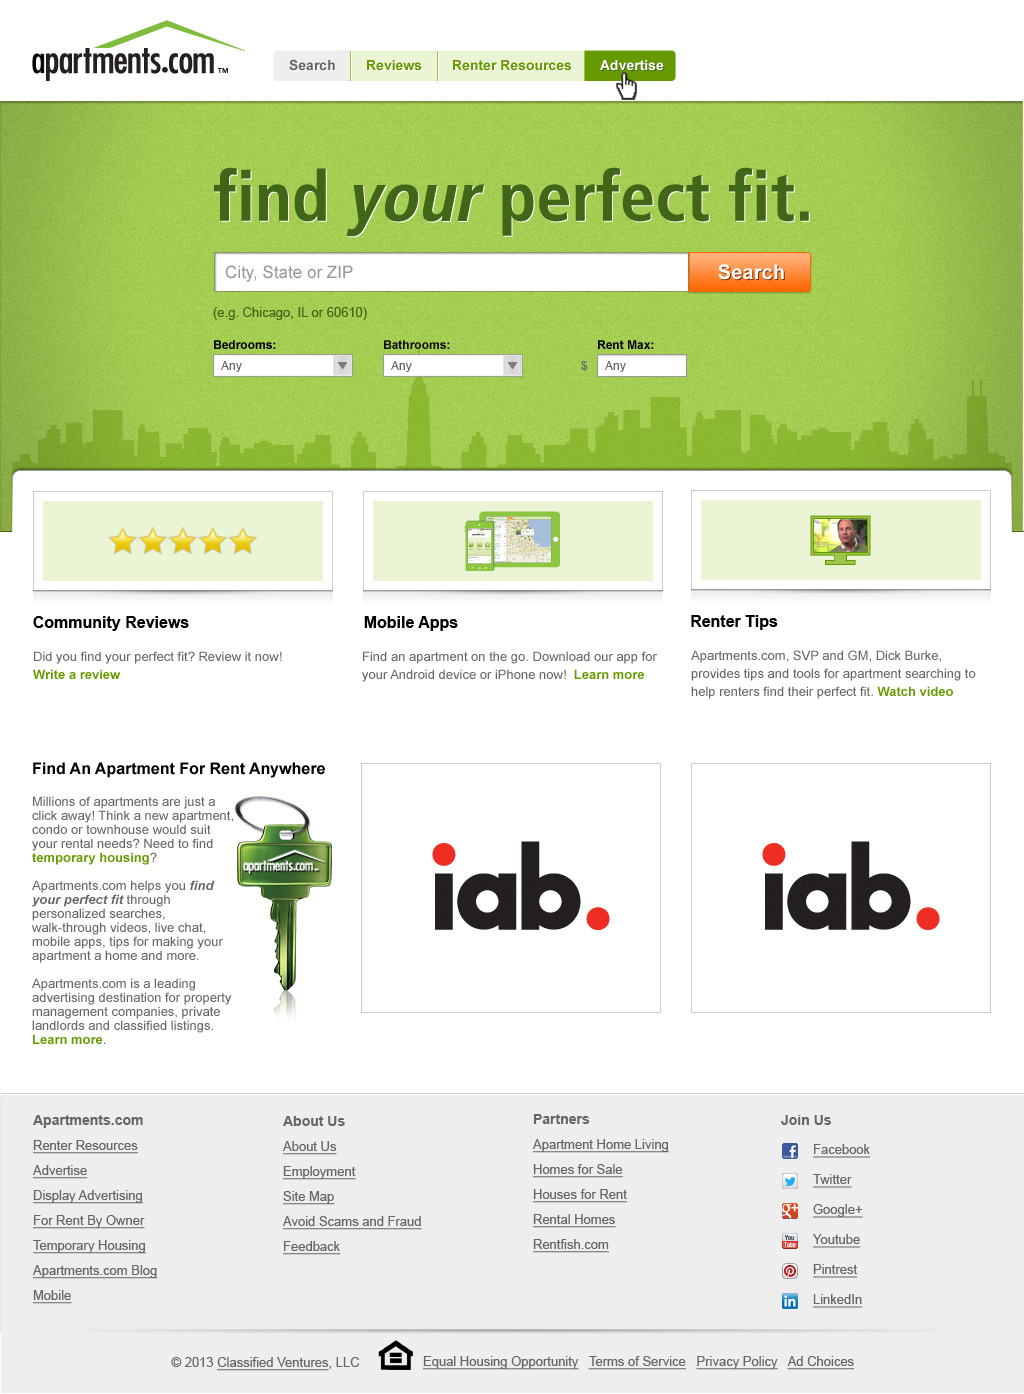 apartments.com™
Search
Reviews
Renter Resources
Advertise
find your perfect fit.
City, State or ZIP
Search
(e.g. Chicago, IL or 60610)
Bedrooms:
Bathrooms:
Rent Max:
Any
Any
$
Any
Community Reviews
Did you find your perfect fit? Review it now!
Write a review
Mobile Apps
Find an apartment on the go. Download our app for
your Android device or iPhone now! Learn more
Renter Tips
Apartments.com, SVP and GM, Dick Burke,
provides tips and tools for apartment searching to
help renters find their perfect fit. Watch video
Find An Apartment For Rent Anywhere
Millions of apartments are just a
click away! Think a new apartment,
condo or townhouse would suit
your rental needs? Need to find
temporary housing?
Apartments.com helps you find
your perfect fit through
personalized searches,
walk-through videos, live chat,
mobile apps, tips for making your
apartment a home and more.
Apartments.com is a leading
advertising destination for property
management companies, private
landlords and classified listings.
Learn more.
apartments.com
iab.
iab.
Apartments.com
Renter Resources
Advertise
Display Advertising
For Rent By Owner
Temporary Housing
Apartments.com Blog
Mobile
About Us
About Us
Employment
Site Map
Avoid Scams and Fraud
Feedback
Partners
Apartment Home Living
Homes for Sale
Houses for Rent
Rental Homes
Rentfish.com
Join Us
Facebook
Twitter
Google+
You Tube
Youtube
Pintrest
in
LinkedIn
© 2013 Classified Ventures, LLC
Equal Housing Opportunity
Terms of Service
Privacy Policy
Ad Choices